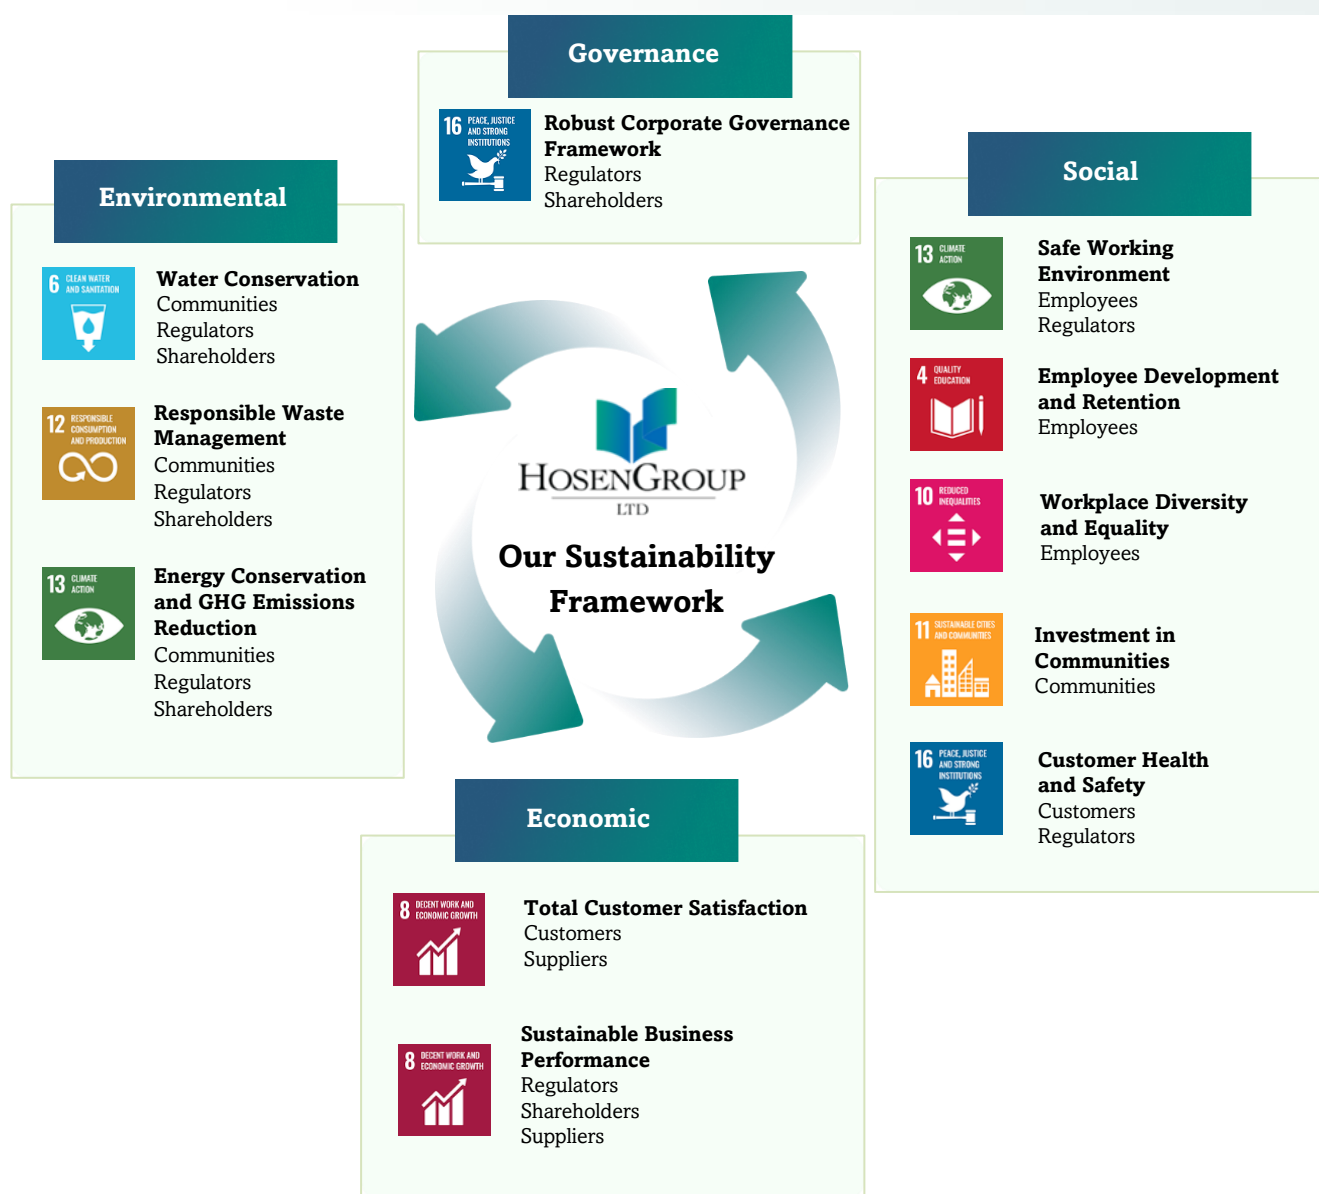 Governance
16 PEACE, JUSTICE
AND STRONG
INSTITUTIONS
Robust Corporate Governance
Framework
Regulators
Shareholders
Environmental
6 CLEAN WATER
AND SANITATION
Water Conservation
Communities
Regulators
Shareholders
12 RESPONSIBLE
CONSUMPTION
AND PRODUCTION
Responsible Waste
Management
Communities
Regulators
Shareholders
13 CLIMATE
ACTION
Energy Conservation
and GHG Emissions
Reduction
Communities
Regulators
Shareholders
HOSENGROUP
LTD
Our Sustainability
Framework
Social
13 CLIMATE
ACTION
Safe Working
Environment
Employees
Regulators
4 QUALITY
EDUCATION
Employee Development
and Retention
Employees
10 REDUCED
INEQUALITIES
Workplace Diversity
and Equality
Employees
11 SUSTAINABLE CITIES
AND COMMUNITIES
Investment in
Communities
Communities
16 PEACE, JUSTICE
AND STRONG
INSTITUTIONS
Customer Health
and Safety
Customers
Regulators
Economic
8 DECENT WORK AND
ECONOMIC GROWTH
Total Customer Satisfaction
Customers
Suppliers
8 DECENT WORK AND
ECONOMIC GROWTH
Sustainable Business
Performance
Regulators
Shareholders
Suppliers